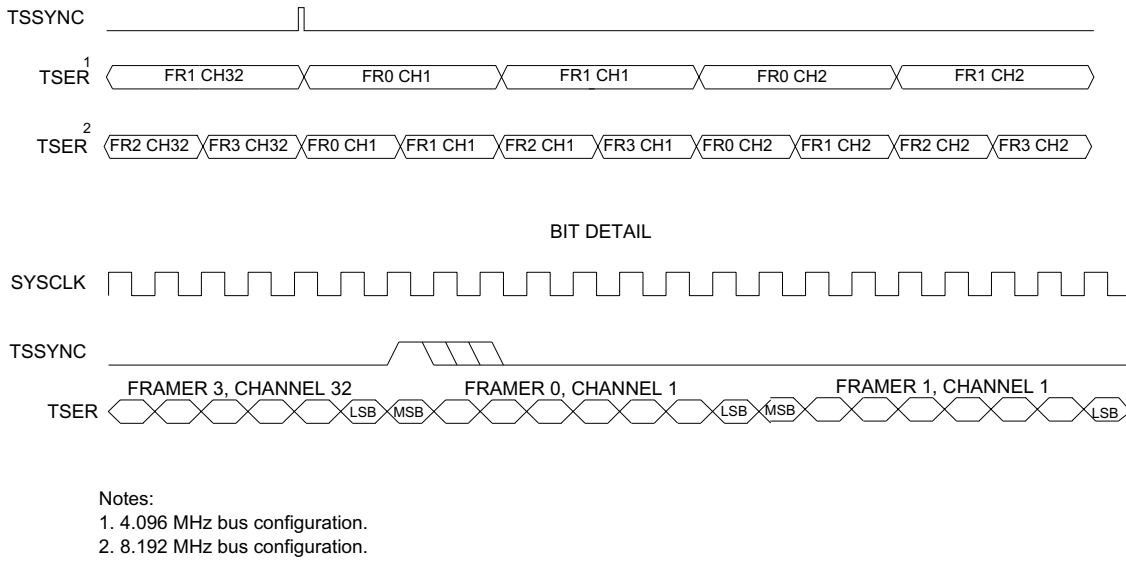 TSSYNC
TSER 1 FR1 CH32 FR0 CH1 FR1 CH1 FR0 CH2 FR1 CH2
TSER 2 FR2 CH32 FR3 CH32 FR0 CH1 FR1 CH1 FR2 CH1 FR3 CH1 FR0 CH2 FR1 CH2 FR2 CH2 FR3 CH2
BIT DETAIL
SYSCLK
TSSYNC
FRAMER 3, CHANNEL 32 FRAMER 0, CHANNEL 1 FRAMER 1, CHANNEL 1
TSER LSB MSB LSB MSB LSB
Notes:
1. 4.096 MHz bus configuration.
2. 8.192 MHz bus configuration.